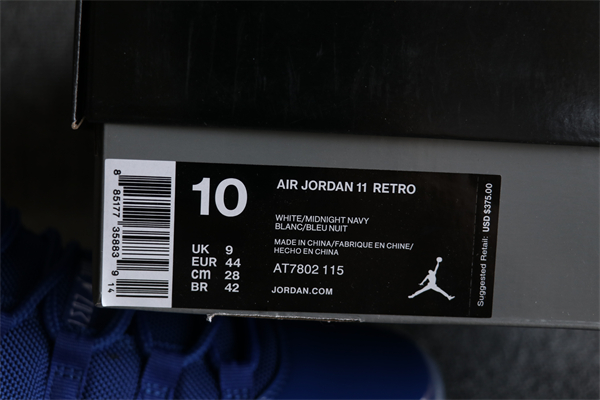 10
AIR JORDAN 11 RETRO
WHITE/MIDNIGHT NAVY
BLANC/BLEU NUIT
MADE IN CHINA/FABRIQUE EN CHINE/
HECHO EN CHINA
AT7802 115
JORDAN.COM
UK 9
EUR 44
cm 28
BR 42
8 85177 35883 9 14
Suggested Retail: USD $375.00